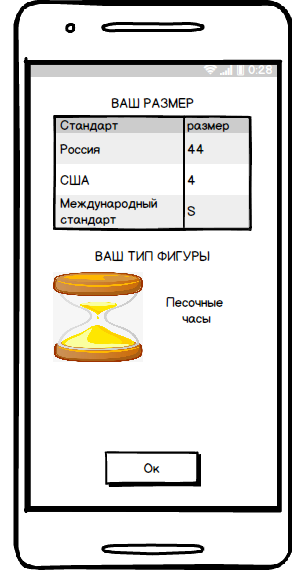 0:28
ВАШ РАЗМЕР
Стандарт размер
Россия 44
США 4
Международный
стандарт S
ВАШ ТИП ФИГУРЫ
Песочные
часы
Ок